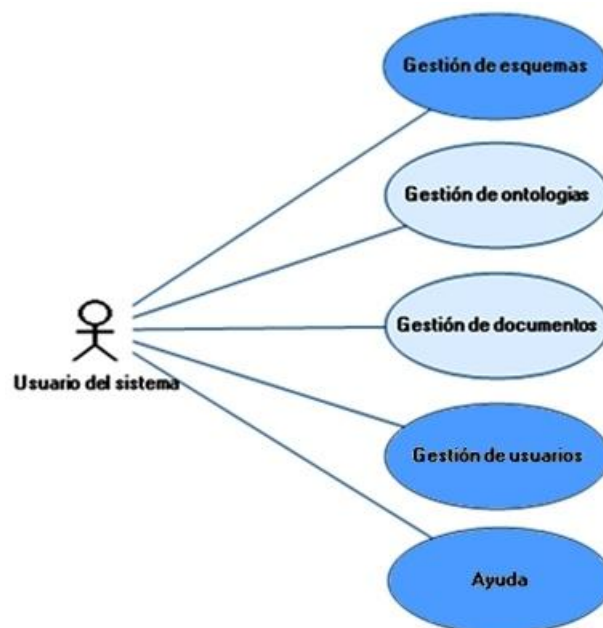 Gestión de esquemas
Gestión de ontologias
Gestión de documentos
Usuario del sistema
Gestión de usuarios
Ayuda